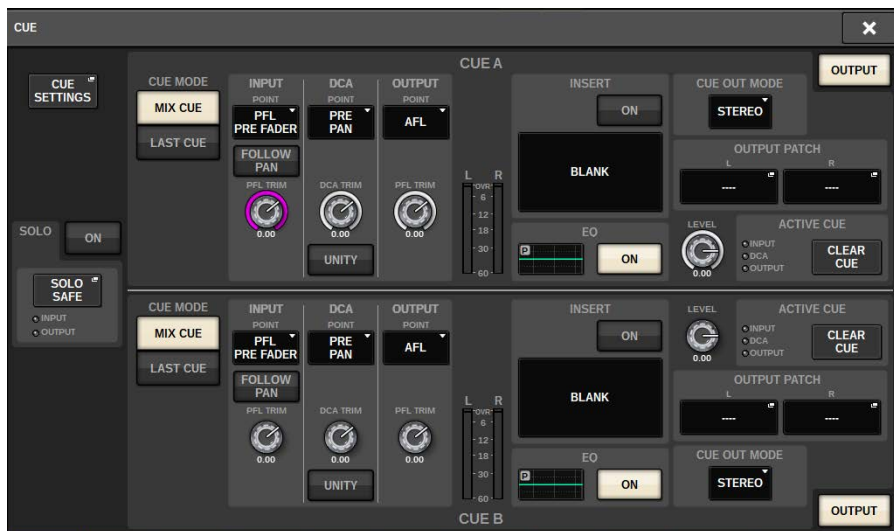 CUE
CUE SETTINGS
SOLO
ON
SOLO SAFE
INPUT
OUTPUT
CUE A
CUE MODE
MIX CUE
LAST CUE
INPUT
POINT
PFL
PRE FADER
FOLLOW PAN
PFL TRIM
0.00
DCA
POINT
PRE PAN
DCA TRIM
0.00
UNITY
OUTPUT
POINT
AFL
PFL TRIM
0.00
L R
OVR
6
12
18
30
60
INSERT
ON
BLANK
EQ
P
ON
CUE OUT MODE
STEREO
OUTPUT
OUTPUT PATCH
L R
---- ----
LEVEL
0.00
ACTIVE CUE
INPUT
DCA
OUTPUT
CLEAR CUE
CUE MODE
MIX CUE
LAST CUE
INPUT
POINT
PFL
PRE FADER
FOLLOW PAN
PFL TRIM
0.00
DCA
POINT
PRE PAN
DCA TRIM
0.00
UNITY
OUTPUT
POINT
AFL
PFL TRIM
0.00
L R
OVR
6
12
18
30
60
INSERT
ON
BLANK
EQ
P
ON
LEVEL
0.00
ACTIVE CUE
INPUT
DCA
OUTPUT
CLEAR CUE
OUTPUT PATCH
L R
---- ----
CUE OUT MODE
STEREO
OUTPUT
CUE B